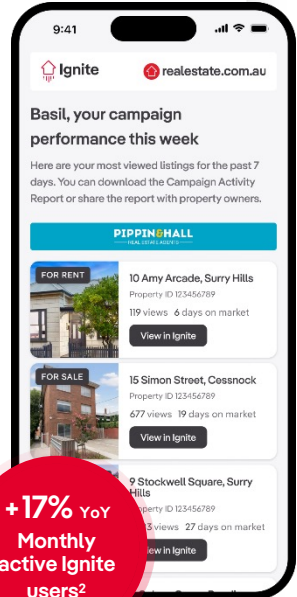 9:41
Ignite
realestate.com.au
Basil, your campaign
performance this week
Here are your most viewed listings for the past 7
days. You can download the Campaign Activity
Report or share the report with property owners.
PIPPIN&HALL
REAL ESTATE AGENTS
FOR RENT
10 Amy Arcade, Surry Hills
Property ID 123456789
119 views 6 days on market
View in Ignite
FOR SALE
15 Simon Street, Cessnock
Property ID 123456789
677 views 19 days on market
View in Ignite
9 Stockwell Square, Surry
Hills
Property ID 123456789
views 27 days on market
View in Ignite
+17% YoY
Monthly
active Ignite
users2